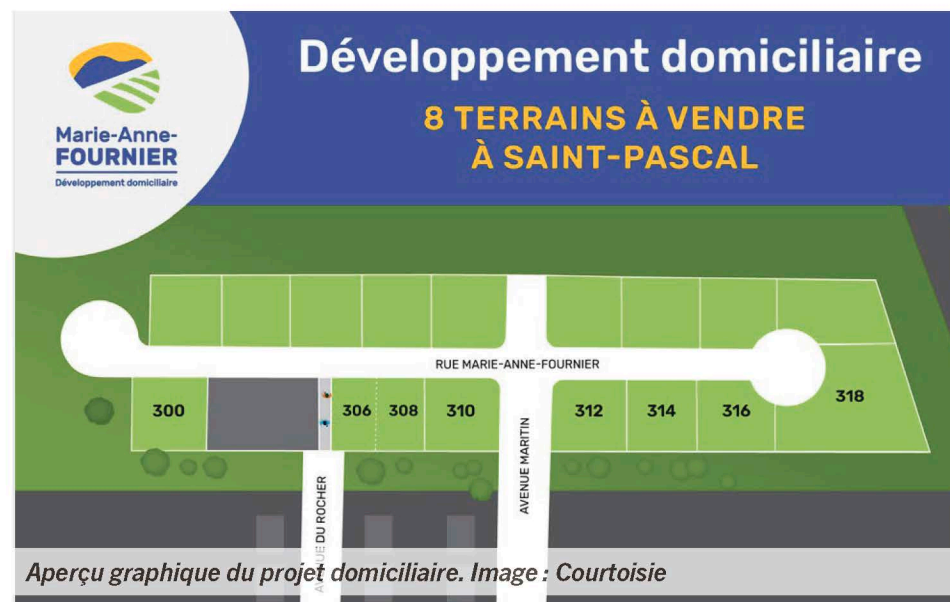 Développement domiciliaire
8 TERRAINS À VENDRE
À SAINT-PASCAL
Marie-Anne-
FOURNIER
Développement domiciliaire
RUE MARIE-ANNE-FOURNIER
300
306
308
310
312
314
316
318
AVENUE MARITIN
AVENUE DU ROCHER
Aperçu graphique du projet domiciliaire. Image : Courtoisie